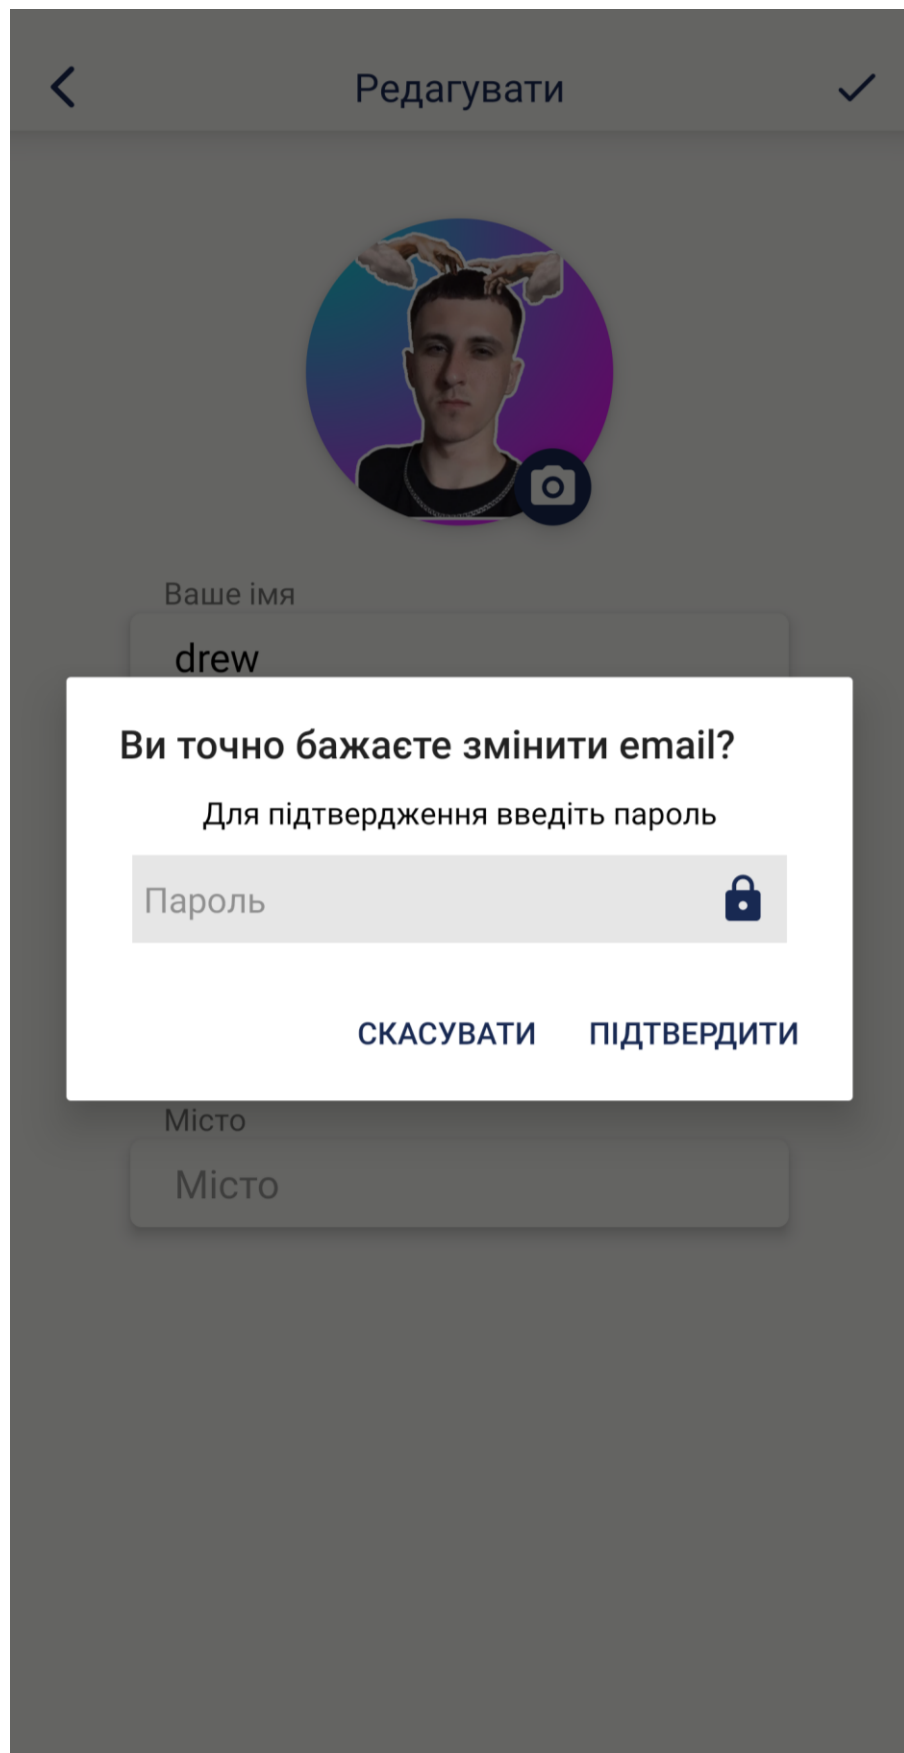 Редагувати
Ваше імя
drew
Ви точно бажаєте змінити email?
Для підтвердження введіть пароль
Пароль
СКАСУВАТИ ПІДТВЕРДИТИ
Місто
Місто